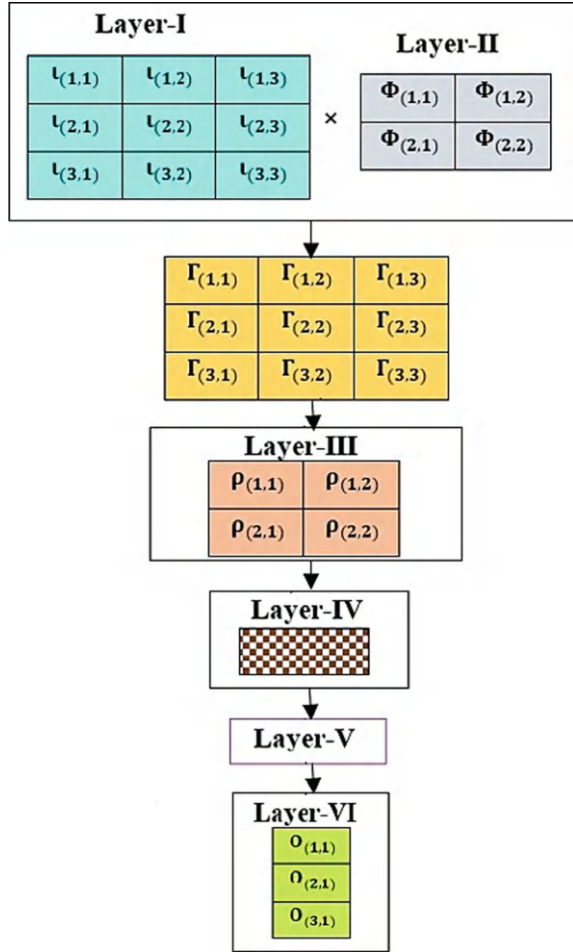 Layer-I
Layer-II
ι(1,1) ι(1,2) ι(1,3)
ι(2,1) ι(2,2) ι(2,3)
ι(3,1) ι(3,2) ι(3,3)
×
Φ(1,1) Φ(1,2)
Φ(2,1) Φ(2,2)
Γ(1,1) Γ(1,2) Γ(1,3)
Γ(2,1) Γ(2,2) Γ(2,3)
Γ(3,1) Γ(3,2) Γ(3,3)
Layer-III
ρ(1,1) ρ(1,2)
ρ(2,1) ρ(2,2)
Layer-IV
Layer-V
Layer-VI
o(1,1)
o(2,1)
o(3,1)